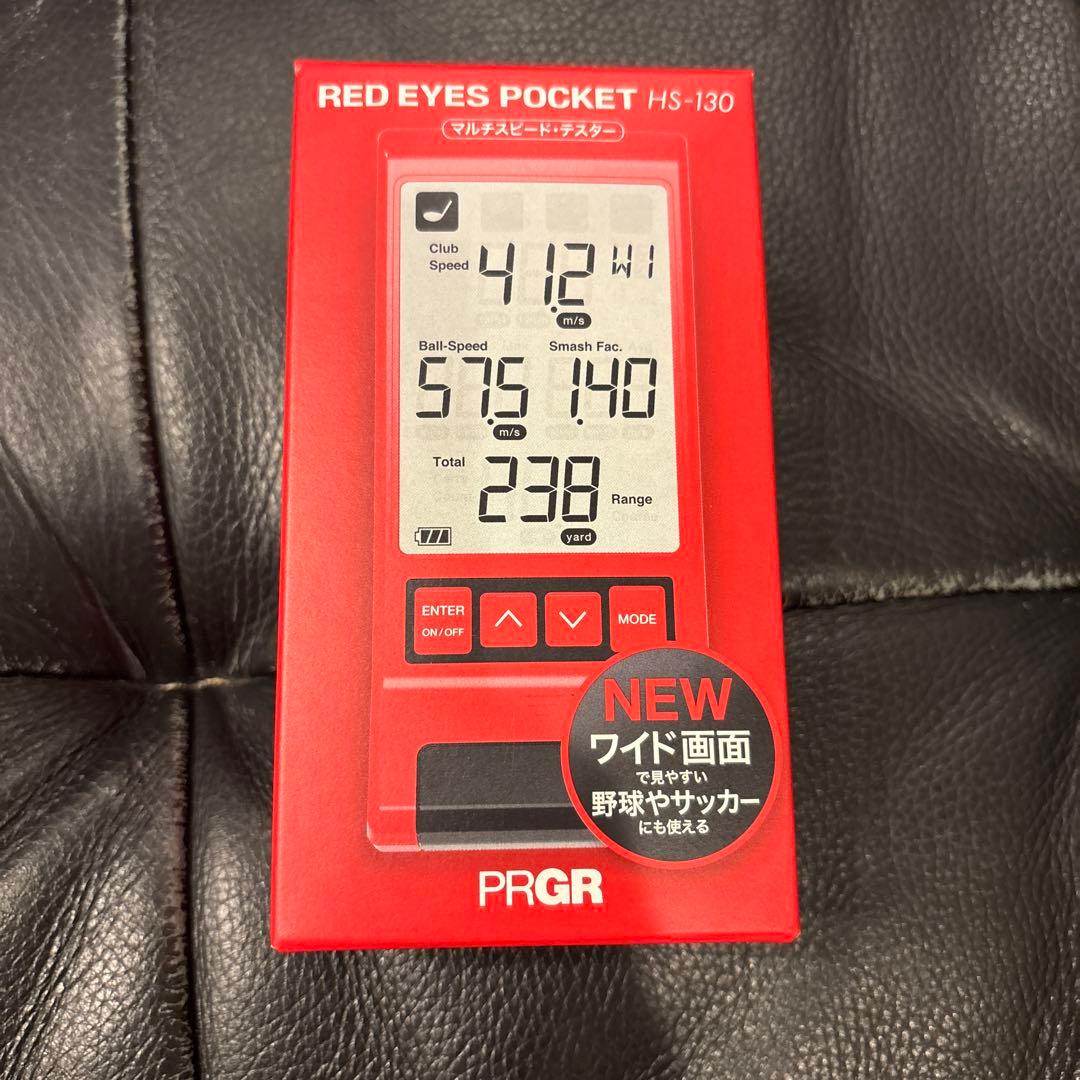 RED EYES POCKET HS-130
マルチスピード・テスター
Club
Speed 41.2 W1
m/s
Ball-Speed Smash Fac.
57.5 1.40
m/s
Total 238 Range
yard
ENTER
ON/OFF
MODE
NEW
ワイド画面
で見やすい
野球やサッカー
にも使える
PRGR